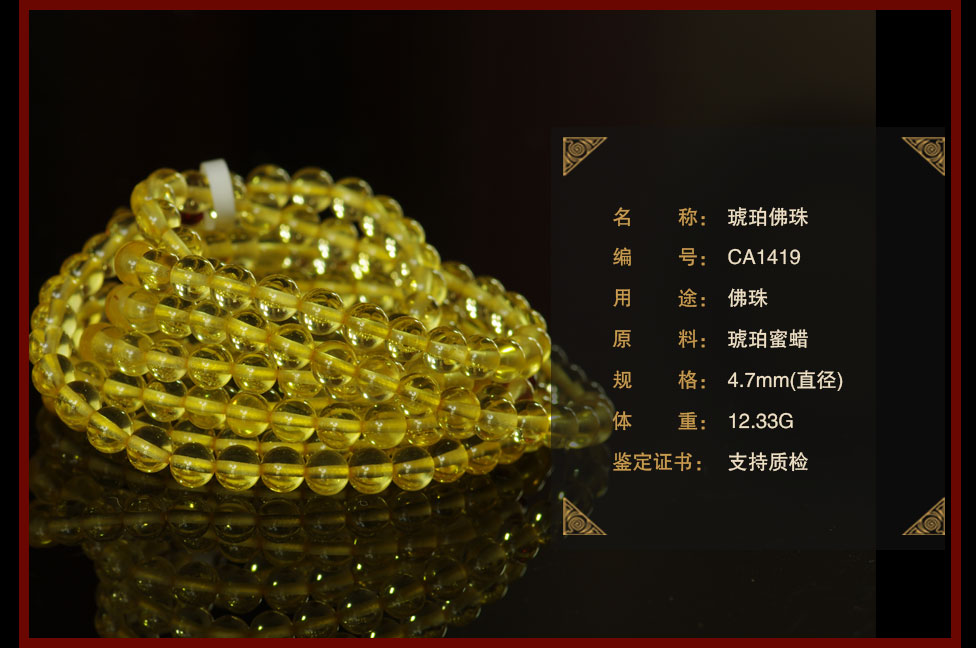 名 称：琥珀佛珠
编 号：CA1419
用 途：佛珠
原 料：琥珀蜜蜡
规 格：4.7mm(直径)
体 重：12.33G
鉴定证书：支持质检